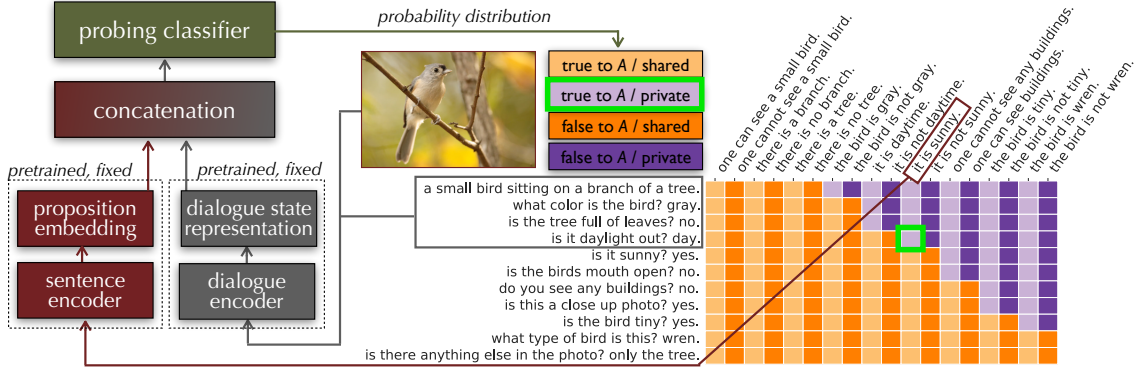 probing classifier
probability distribution
concatenation
pretrained, fixed
pretrained, fixed
proposition
embedding
dialogue state
representation
sentence
encoder
dialogue
encoder
true to A / shared
true to A / private
false to A / shared
false to A / private
one can see a small bird.
one cannot see a small bird.
there is a branch.
there is no branch.
there is a tree.
there is no tree.
the bird is gray.
the bird is not gray.
it is daytime.
it is not daytime.
it is sunny.
it is not sunny.
one cannot see any buildings.
one can see buildings.
the bird is tiny.
the bird is not tiny.
the bird is wren.
the bird is not wren.
a small bird sitting on a branch of a tree.
what color is the bird? gray.
is the tree full of leaves? no.
is it daylight out? day.
is it sunny? yes.
is the birds mouth open? no.
do you see any buildings? no.
is this a close up photo? yes.
is the bird tiny? yes.
what type of bird is this? wren.
is there anything else in the photo? only the tree.